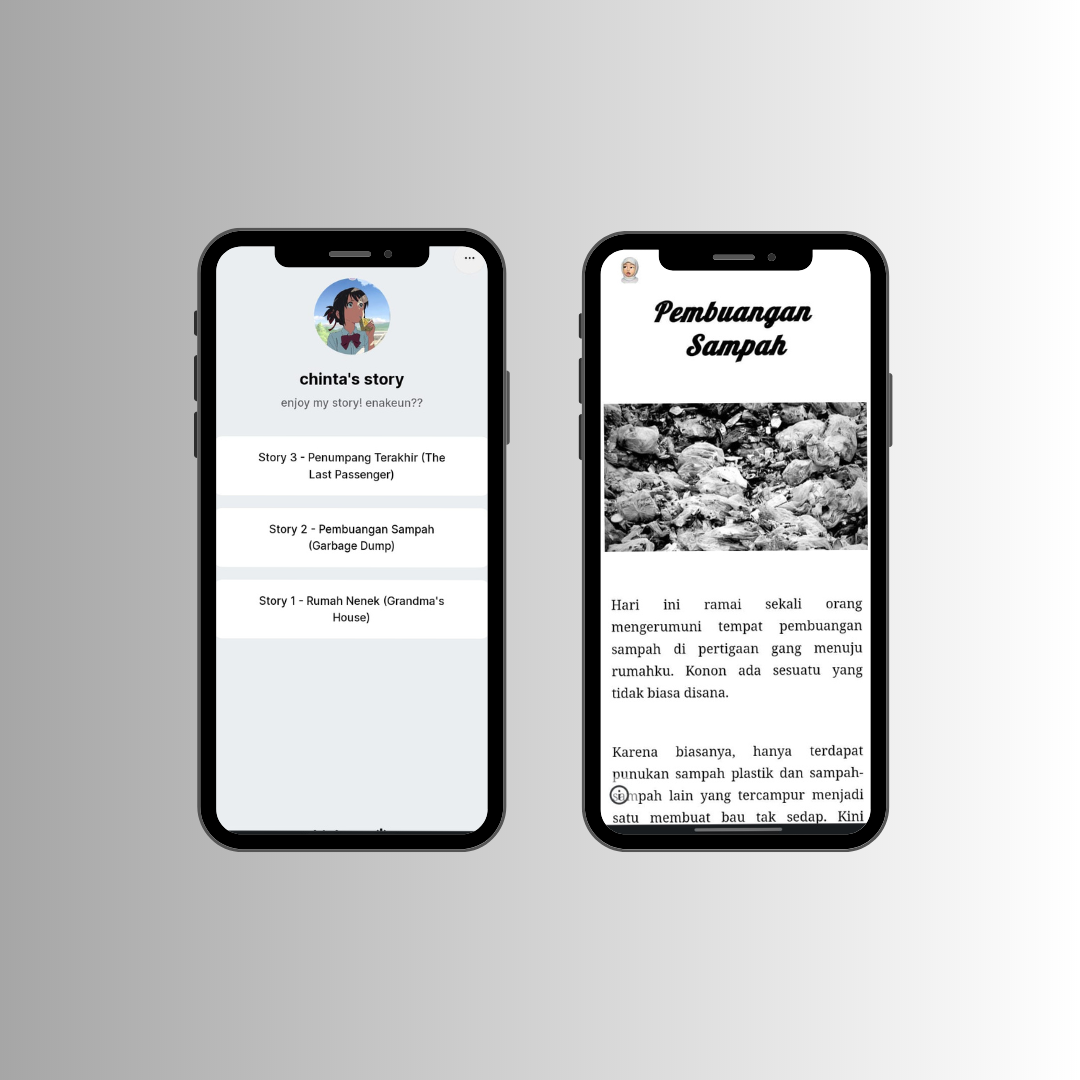 chinta's story
enjoy my story! enakeun??
Story 3 - Penumpang Terakhir (The
Last Passenger)
Story 2 - Pembuangan Sampah
(Garbage Dump)
Story 1 - Rumah Nenek (Grandma's
House)
Pembuangan
Sampah
Hari ini ramai sekali orang
mengerumuni tempat pembuangan
sampah di pertigaan gang menuju
rumahku. Konon ada sesuatu yang
tidak biasa disana.
Karena biasanya, hanya terdapat
punukan sampah plastik dan sampah-
sampah lain yang tercampur menjadi
satu membuat bau tak sedap. Kini